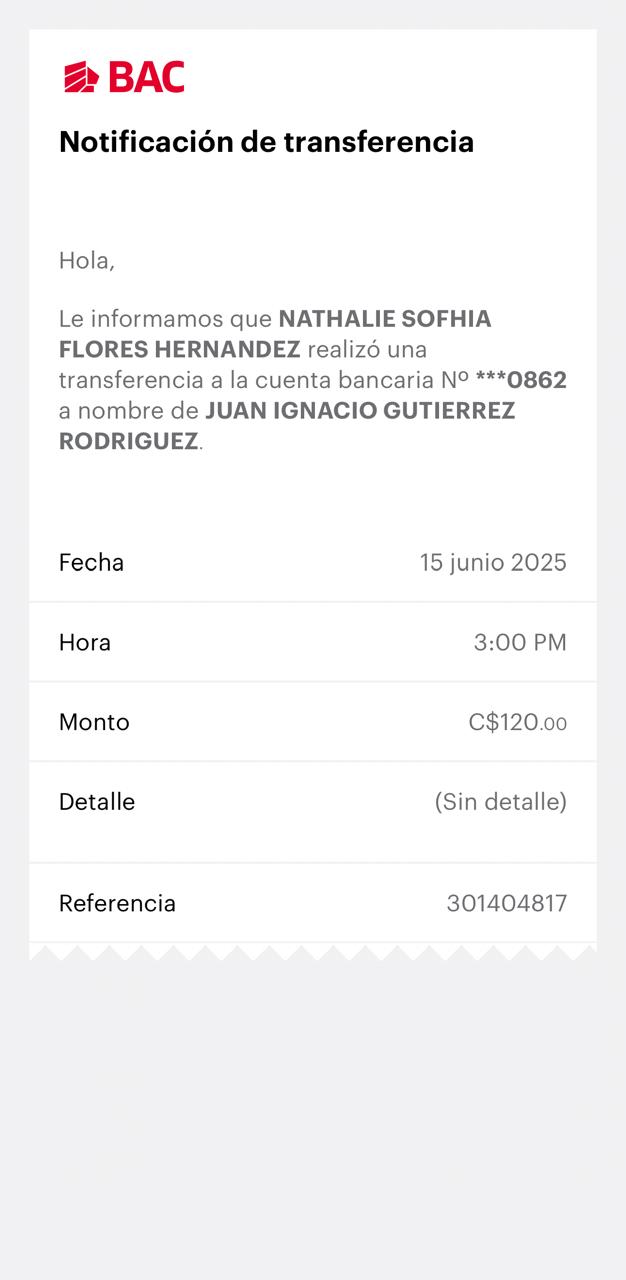 BAC
Notificación de transferencia
Hola,
Le informamos que NATHALIE SOFHIA
FLORES HERNANDEZ realizó una
transferencia a la cuenta bancaria Nº ***0862
a nombre de JUAN IGNACIO GUTIERREZ
RODRIGUEZ.
Fecha 15 junio 2025
Hora 3:00 PM
Monto C$120.00
Detalle (Sin detalle)
Referencia 301404817